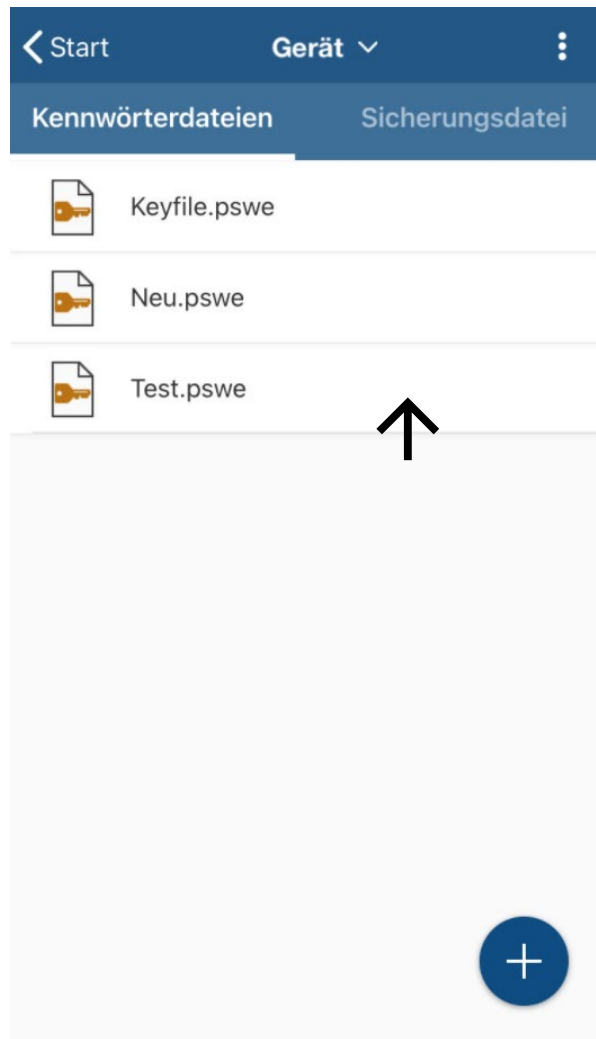 Start
Gerät
Kennwörterdateien
Sicherungsdatei
Keyfile.pswe
Neu.pswe
Test.pswe